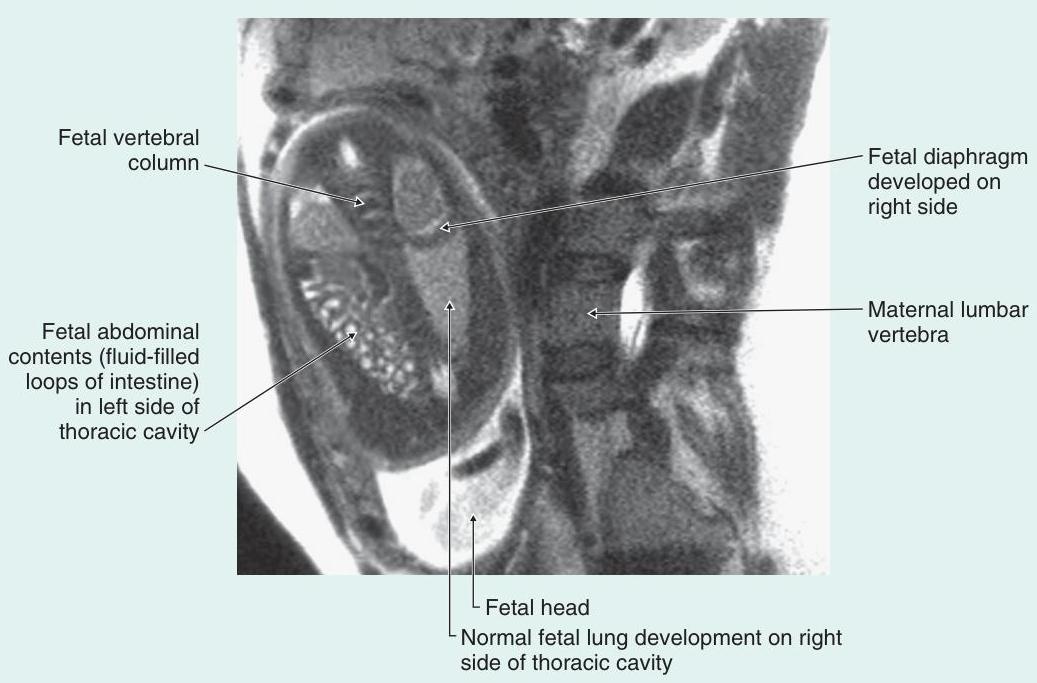 Fetal vertebral
column
Fetal diaphragm
developed on
right side
Maternal lumbar
vertebra
Fetal abdominal
contents (fluid-filled
loops of intestine)
in left side of
thoracic cavity
Fetal head
Normal fetal lung development on right
side of thoracic cavity